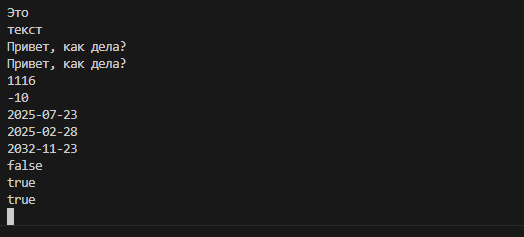 Это
текст
Привет, как дела?
Привет, как дела?
1116
-10
2025-07-23
2025-02-28
2032-11-23
false
true
true